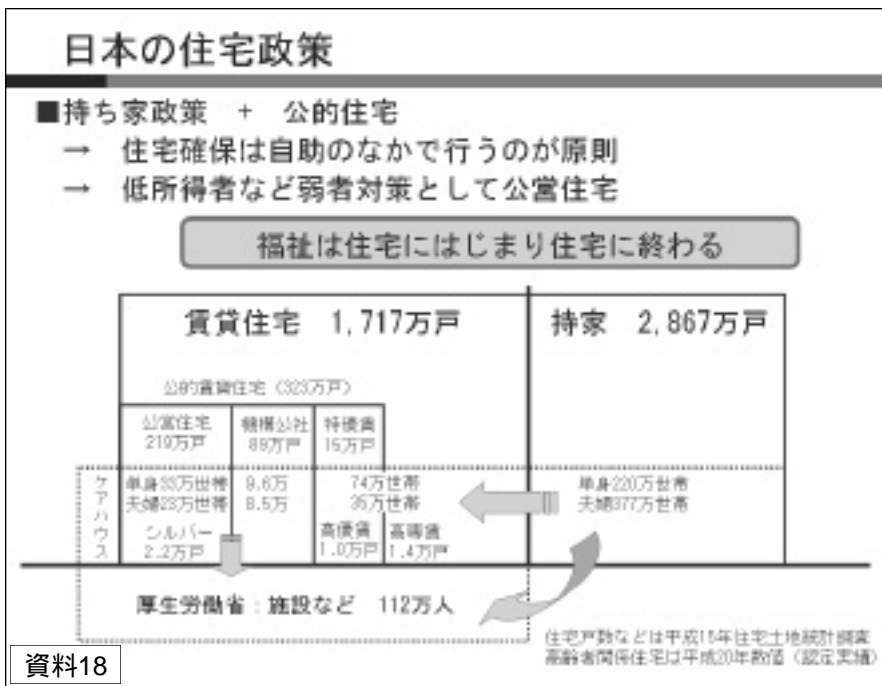 日本の住宅政策
■持ち家政策 + 公的住宅
→ 住宅確保は自助のなかで行うのが原則
→ 低所得者など弱者対策として公営住宅
福祉は住宅にはじまり住宅に終わる
賃貸住宅 1,717万戸
持家 2,867万戸
公的賃貸住宅（323万戸）
公営住宅
219万戸
機構公社
89万戸
特優賃
15万戸
ケアハウス
単身33万世帯
夫婦23万世帯
9.6万
8.5万
74万世帯
35万世帯
単身220万世帯
夫婦377万世帯
シルバー
2.2万戸
高優賃
1.0万戸
高専賃
1.4万戸
厚生労働省：施設など 112万人
住宅戸数などは平成15年住宅土地統計調査
高齢者関係住宅は平成20年数値（認定実績）
資料18